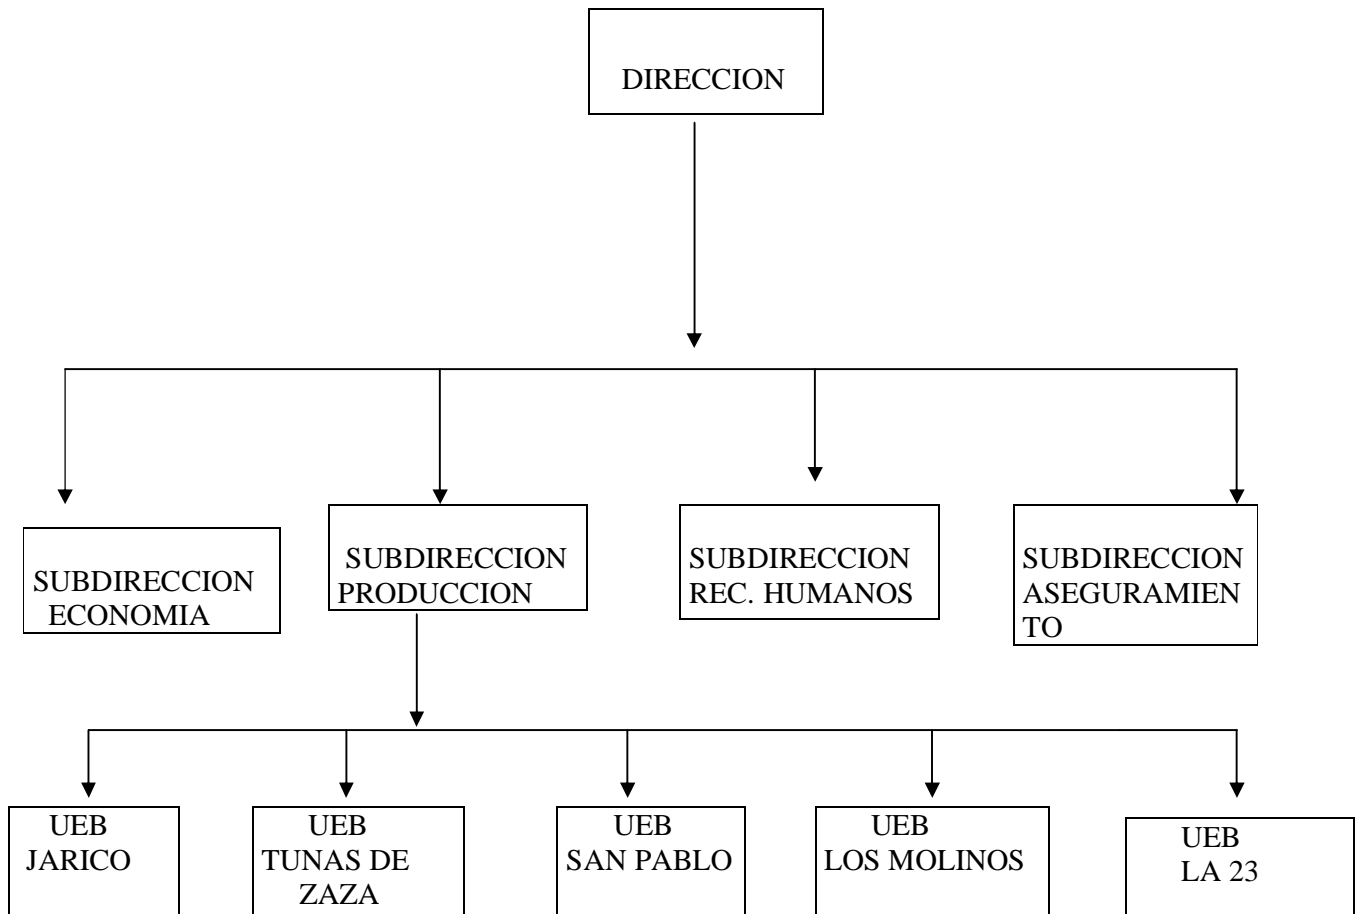 DIRECCION
SUBDIRECCION
ECONOMIA
SUBDIRECCION
PRODUCCION
SUBDIRECCION
REC. HUMANOS
SUBDIRECCION
ASEGURAMIEN
TO
UEB
JARICO
UEB
TUNAS DE
ZAZA
UEB
SAN PABLO
UEB
LOS MOLINOS
UEB
LA 23